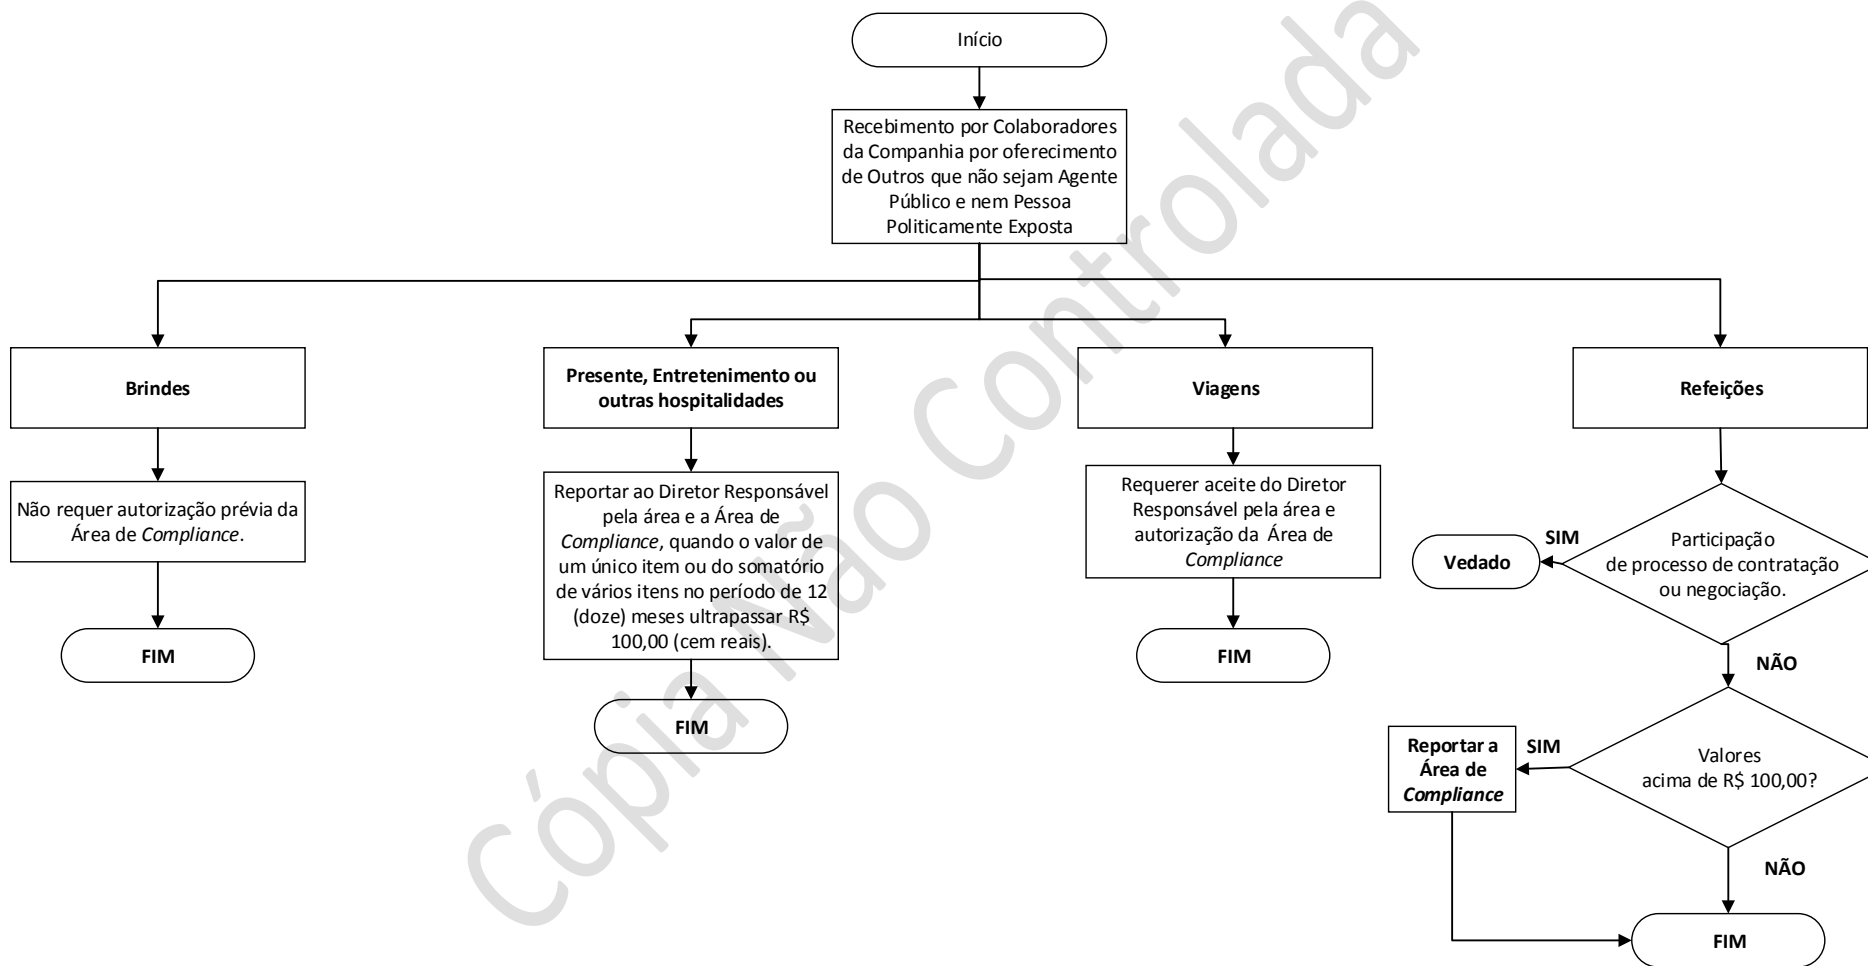 Início
Recebimento por Colaboradores
da Companhia por oferecimento
de Outros que não sejam Agente
Público e nem Pessoa
Politicamente Exposta
Brindes
Não requer autorização prévia da
Área de Compliance.
FIM
Presente, Entretenimento ou
outras hospitalidades
Reportar ao Diretor Responsável
pela área e a Área de
Compliance, quando o valor de
um único item ou do somatório
de vários itens no período de 12
(doze) meses ultrapassar R$
100,00 (cem reais).
FIM
Viagens
Requerer aceite do Diretor
Responsável pela área e
autorização da Área de
Compliance
FIM
Refeições
Participação
de processo de contratação
ou negociação.
SIM
Vedado
NÃO
Valores
acima de R$ 100,00?
SIM
Reportar a
Área de
Compliance
NÃO
FIM
Cópia Não Controlada